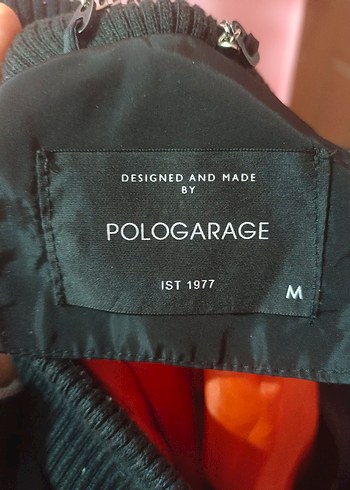 DESIGNED AND MADE
BY
POLOGARAGE
IST 1977
M